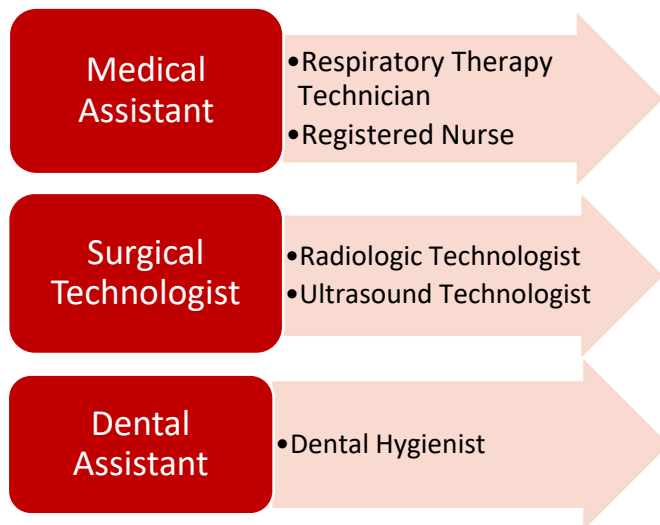 Medical
Assistant
•Respiratory Therapy
Technician
•Registered Nurse
Surgical
Technologist
•Radiologic Technologist
•Ultrasound Technologist
Dental
Assistant
•Dental Hygienist